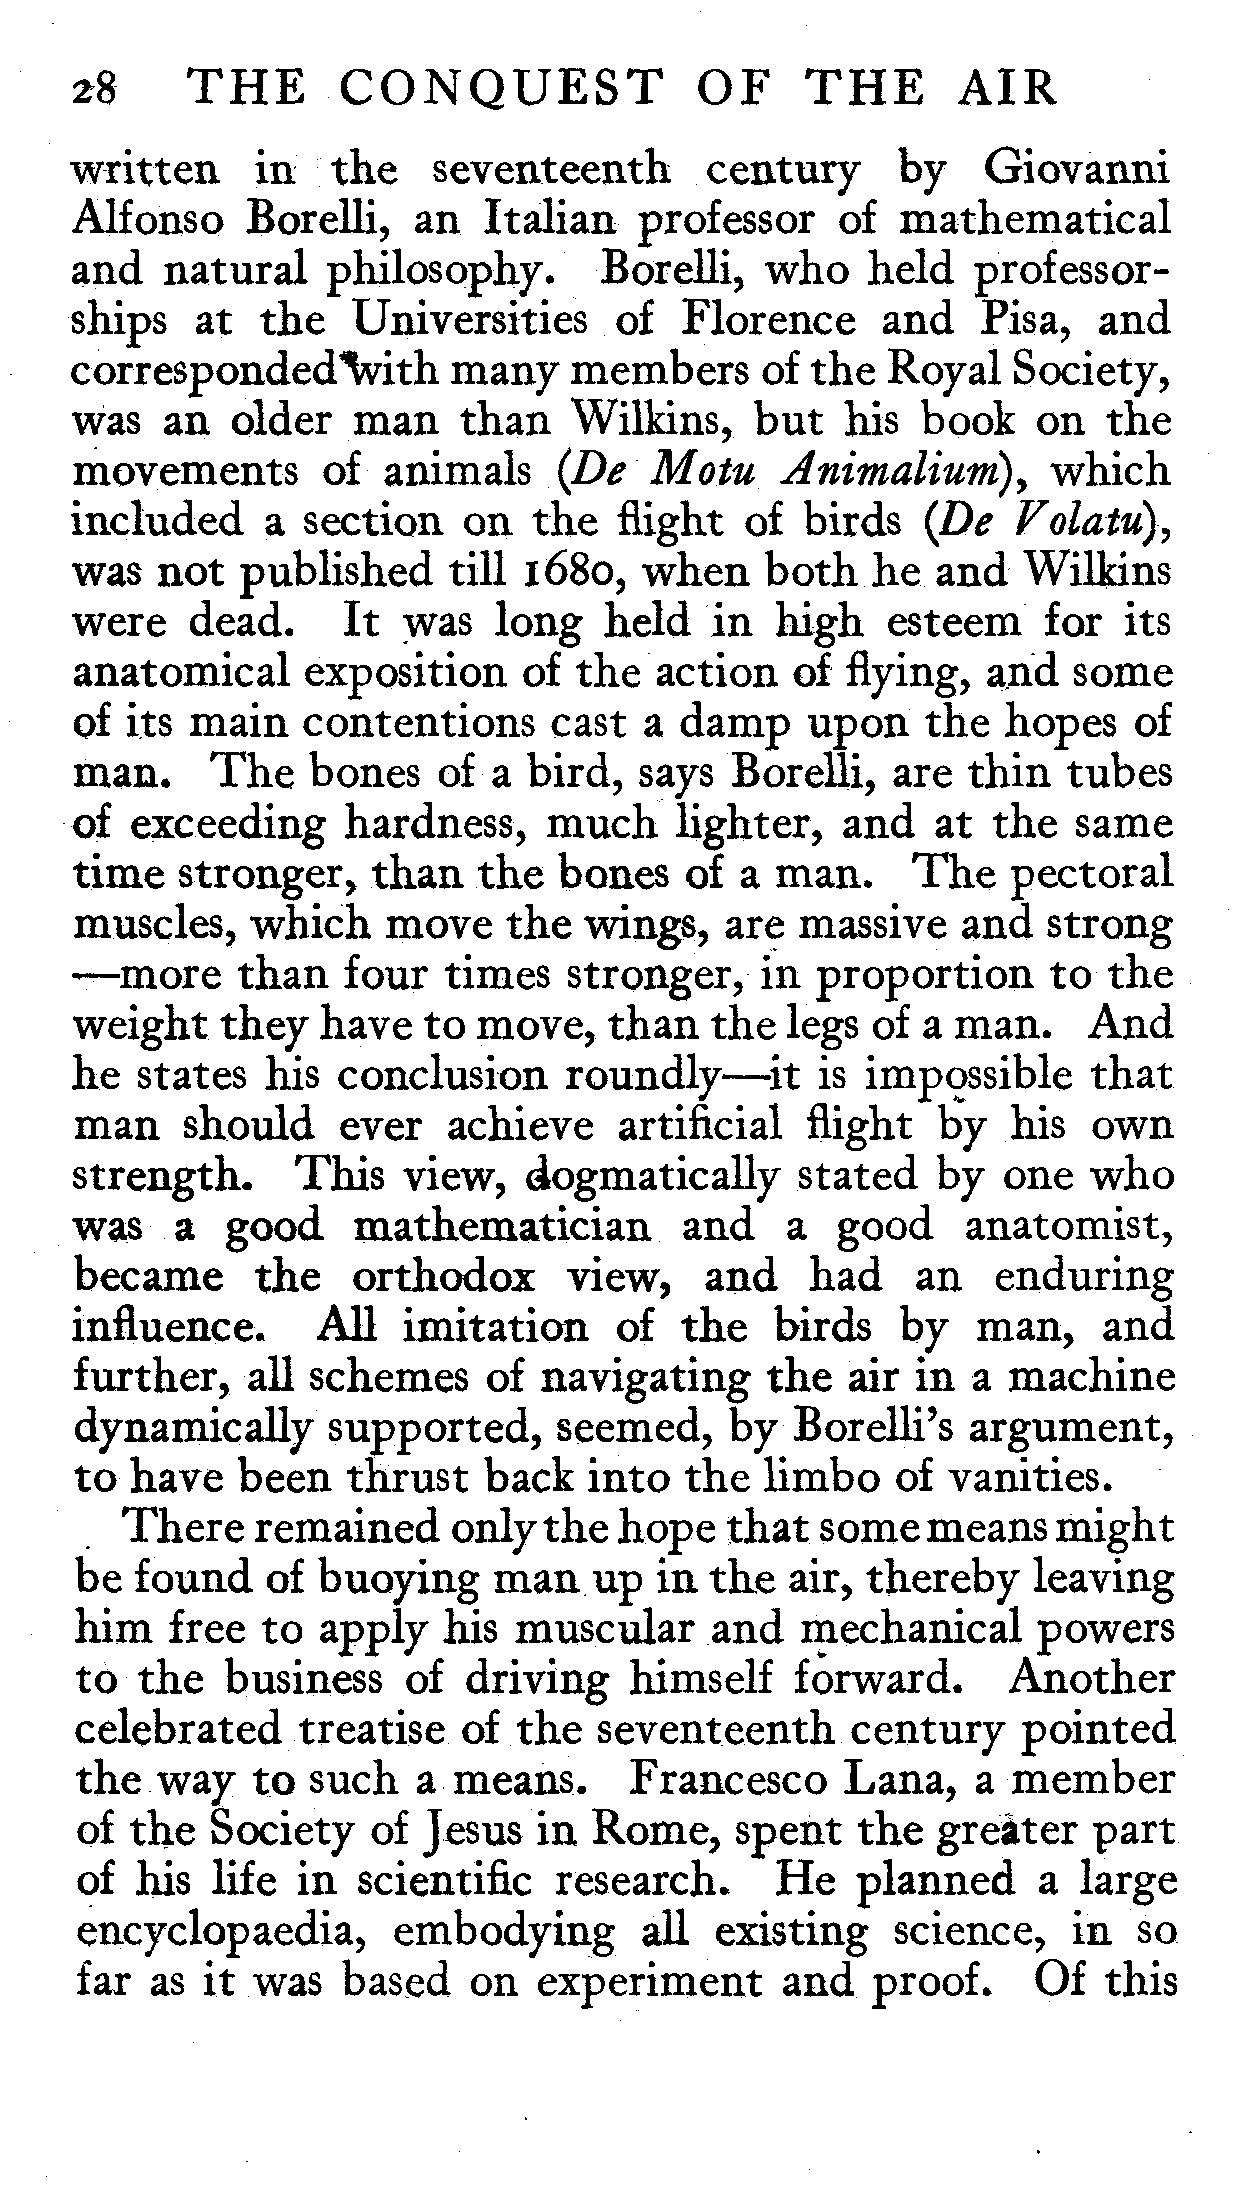 28 THE CONQUEST OF THE AIR
written in the seventeenth century by Giovanni
Alfonso Borelli, an Italian professor of mathematical
and natural philosophy. Borelli, who held professor-
ships at the Universities of Florence and Pisa, and
corresponded with many members of the Royal Society,
was an older man than Wilkins, but his book on the
movements of animals (De Motu Animalium), which
included a section on the flight of birds (De Volatu),
was not published till 1680, when both he and Wilkins
were dead. It was long held in high esteem for its
anatomical exposition of the action of flying, and some
of its main contentions cast a damp upon the hopes of
man. The bones of a bird, says Borelli, are thin tubes
of exceeding hardness, much lighter, and at the same
time stronger, than the bones of a man. The pectoral
muscles, which move the wings, are massive and strong
—more than four times stronger, in proportion to the
weight they have to move, than the legs of a man. And
he states his conclusion roundly—it is impossible that
man should ever achieve artificial flight by his own
strength. This view, dogmatically stated by one who
was a good mathematician and a good anatomist,
became the orthodox view, and had an enduring
influence. All imitation of the birds by man, and
further, all schemes of navigating the air in a machine
dynamically supported, seemed, by Borelli's argument,
to have been thrust back into the limbo of vanities.
There remained only the hope that some means might
be found of buoying man up in the air, thereby leaving
him free to apply his muscular and mechanical powers
to the business of driving himself forward. Another
celebrated treatise of the seventeenth century pointed
the way to such a means. Francesco Lana, a member
of the Society of Jesus in Rome, spent the greater part
of his life in scientific research. He planned a large
encyclopaedia, embodying all existing science, in so
far as it was based on experiment and proof. Of this